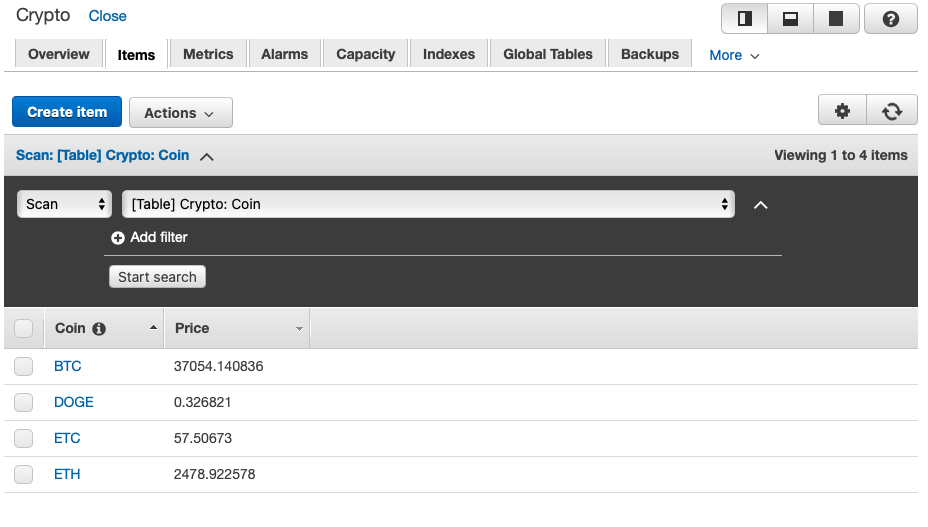 Crypto Close
Overview Items Metrics Alarms Capacity Indexes Global Tables Backups More
Create item Actions
Scan: [Table] Crypto: Coin Viewing 1 to 4 items
Scan [Table] Crypto: Coin
Add filter
Start search
Coin Price
BTC 37054.140836
DOGE 0.326821
ETC 57.50673
ETH 2478.922578